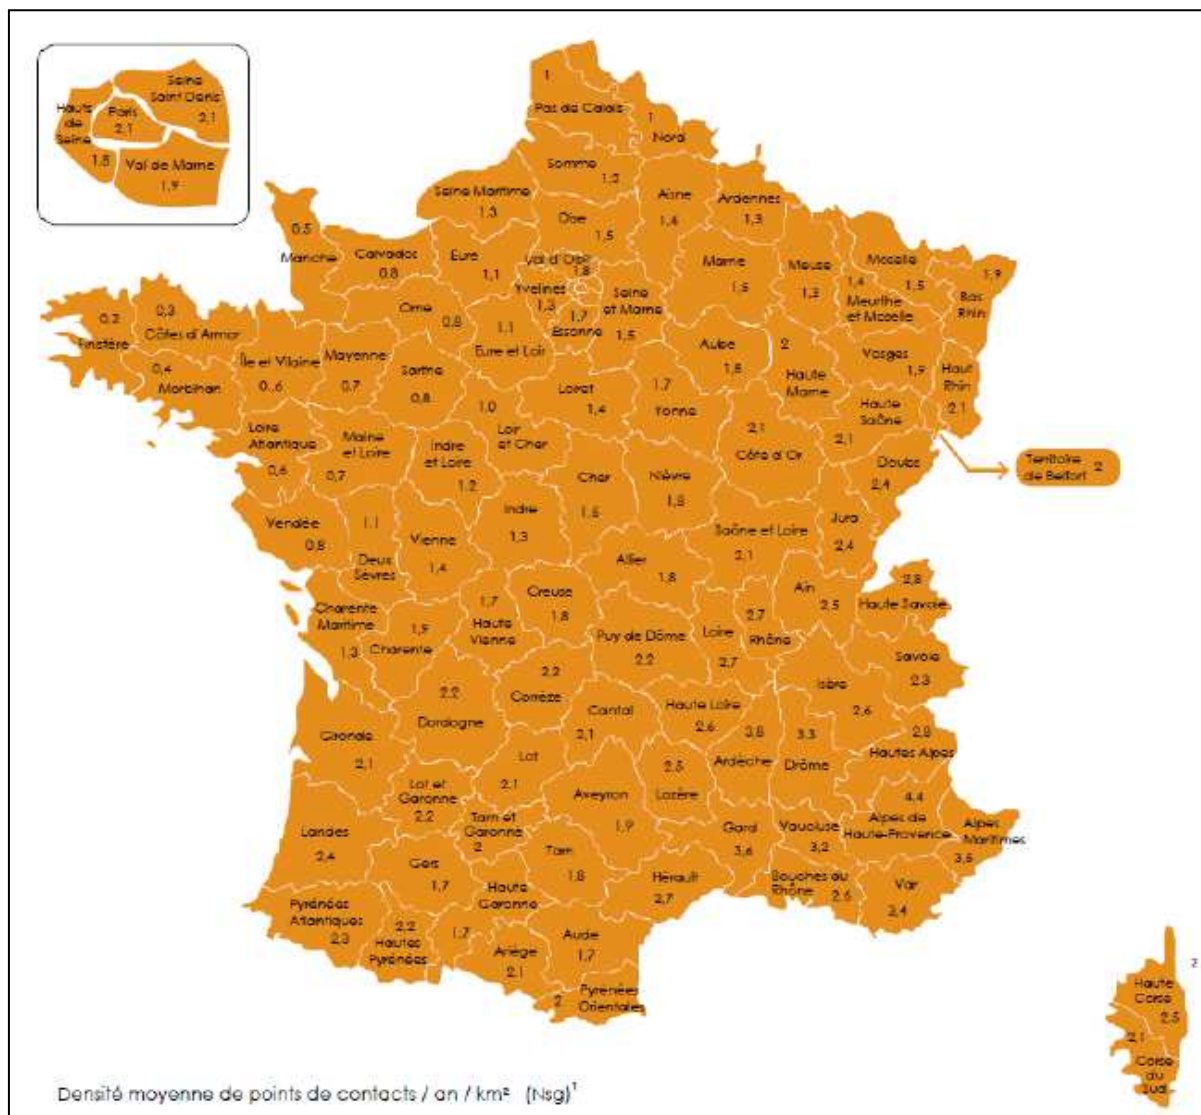 Seine
Saint Denis
2,1
Hauts
de
Seine
1,8
Paris
2,1
Val de Marne
1,9
1
Pas de Calais
1
Nord
Somme
1,2
Seine Maritime
1,3
Oise
1,5
Aisne
1,4
Ardennes
1,3
0,5
Manche
Calvados
0,8
Eure
1,1
Val d'Oise
1,8
Yvelines
1,3
1,7
Essonne
Seine
et Marne
1,5
Marne
1,5
Meuse
1,3
1,4
Meurthe
et Moselle
Moselle
1,5
1,9
Bas
Rhin
0,2
Finistère
0,3
Côtes d'Armor
0,4
Morbihan
Île et Vilaine
0,.6
Mayenne
0,7
Orne
0,8
Sarthe
0,8
1,1
Eure et Loir
Loiret
1,4
1,7
Yonne
Aube
1,8
2
Haute
Marne
Vosges
1,9
Haut
Rhin
2,1
Haute
Saône
2,1
Territoire
de Belfort 2
Loire
Atlantique
0,6
Maine
et Loire
0,7
Indre
et Loire
1,2
1,0
Loir
et Cher
Cher
1,5
Nièvre
1,8
2,1
Côte d'Or
Doubs
2,4
Vendée
0,8
1,1
Deux
Sèvres
Vienne
1,4
Indre
1,3
Allier
1,8
Saône et Loire
2,1
Jura
2,4
Charente
Maritime
1,3
1,9
Charente
1,7
Haute
Vienne
Creuse
1,8
Puy de Dôme
2,2
Loire
2,7
2,7
Rhône
Ain
2,5
2,8
Haute Savoie
Savoie
2.3
Isère
2,6
Gironde
2,1
2,2
Dordogne
2,2
Corrèze
Cantal
2,1
Haute Loire
2.6
3,8
Ardèche
3,3
Drôme
2,8
Hautes Alpes
Lot
2,1
Lot et
Garonne
2,2
Tarn et
Garonne
2
Aveyron
1,9
2,5
Lozère
Gard
3,6
Vaucluse
3,2
4,4
Alpes de
Haute-Provence
Alpes
Maritimes
3,5
Landes
2,4
Gers
1,7
Haute
Garonne
1,7
Tarn
1,8
Hérault
2,7
Bouches du
Rhône
2,5
Var
3,4
Pyrénées
Atlantiques
2,3
2,2
Hautes
Pyrénées
Ariège
2,1
Aude
1,7
2
Pyrénées
Orientales
2
Haute
Corse
2,5
2,1
Corse
du
Sud
Densité moyenne de points de contacts / an / km² (Nsg)¹